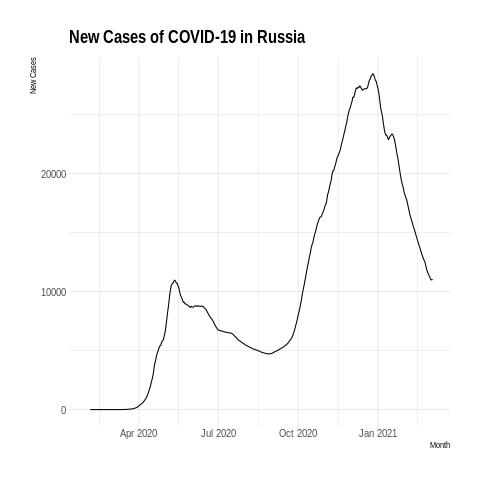 New Cases of COVID-19 in Russia
New Cases
20000
10000
0
Apr 2020
Jul 2020
Oct 2020
Jan 2021
Month